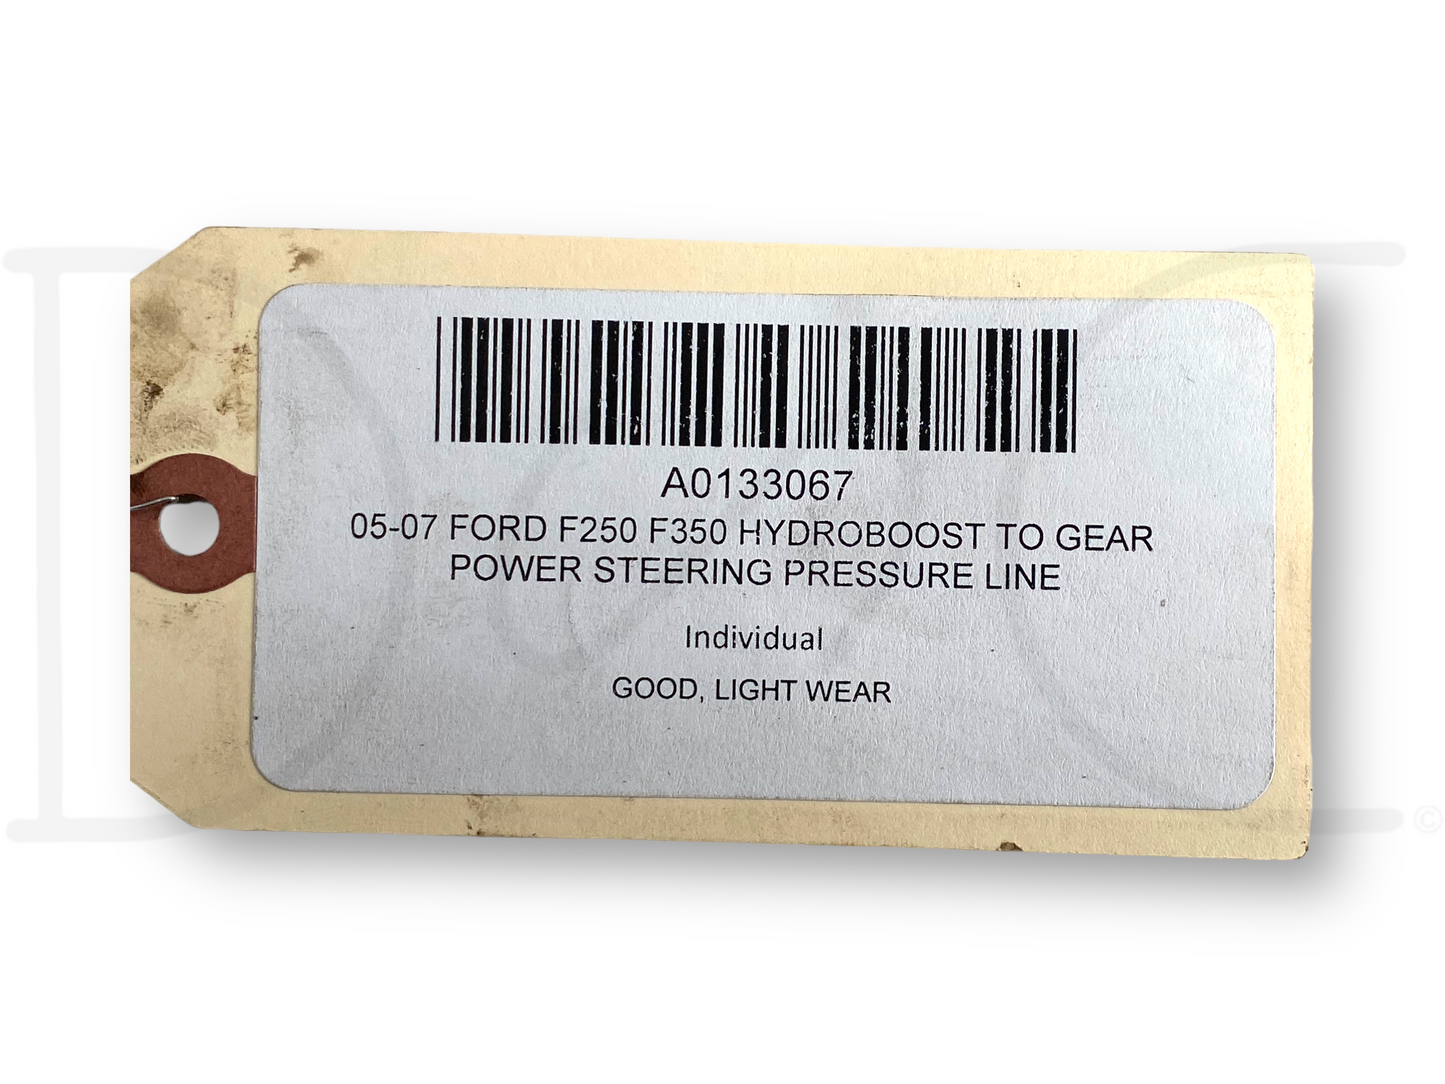 A0133067
05-07 FORD F250 F350 HYDROBOOST TO GEAR
POWER STEERING PRESSURE LINE
Individual
GOOD, LIGHT WEAR
©